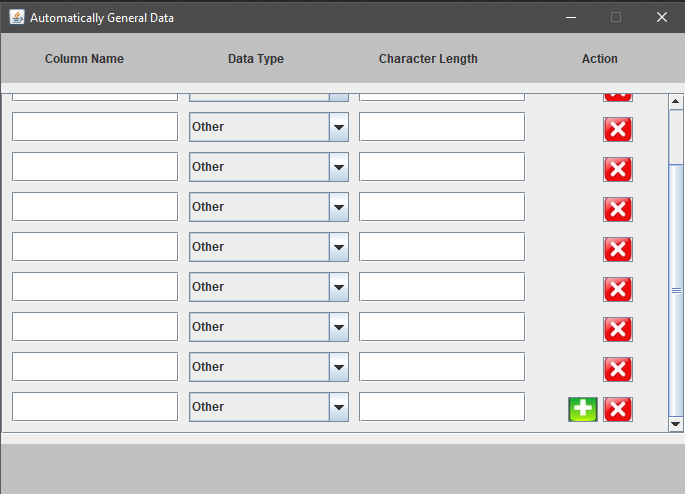 Automatically General Data
Column Name Data Type Character Length Action
Other
Other
Other
Other
Other
Other
Other
Other